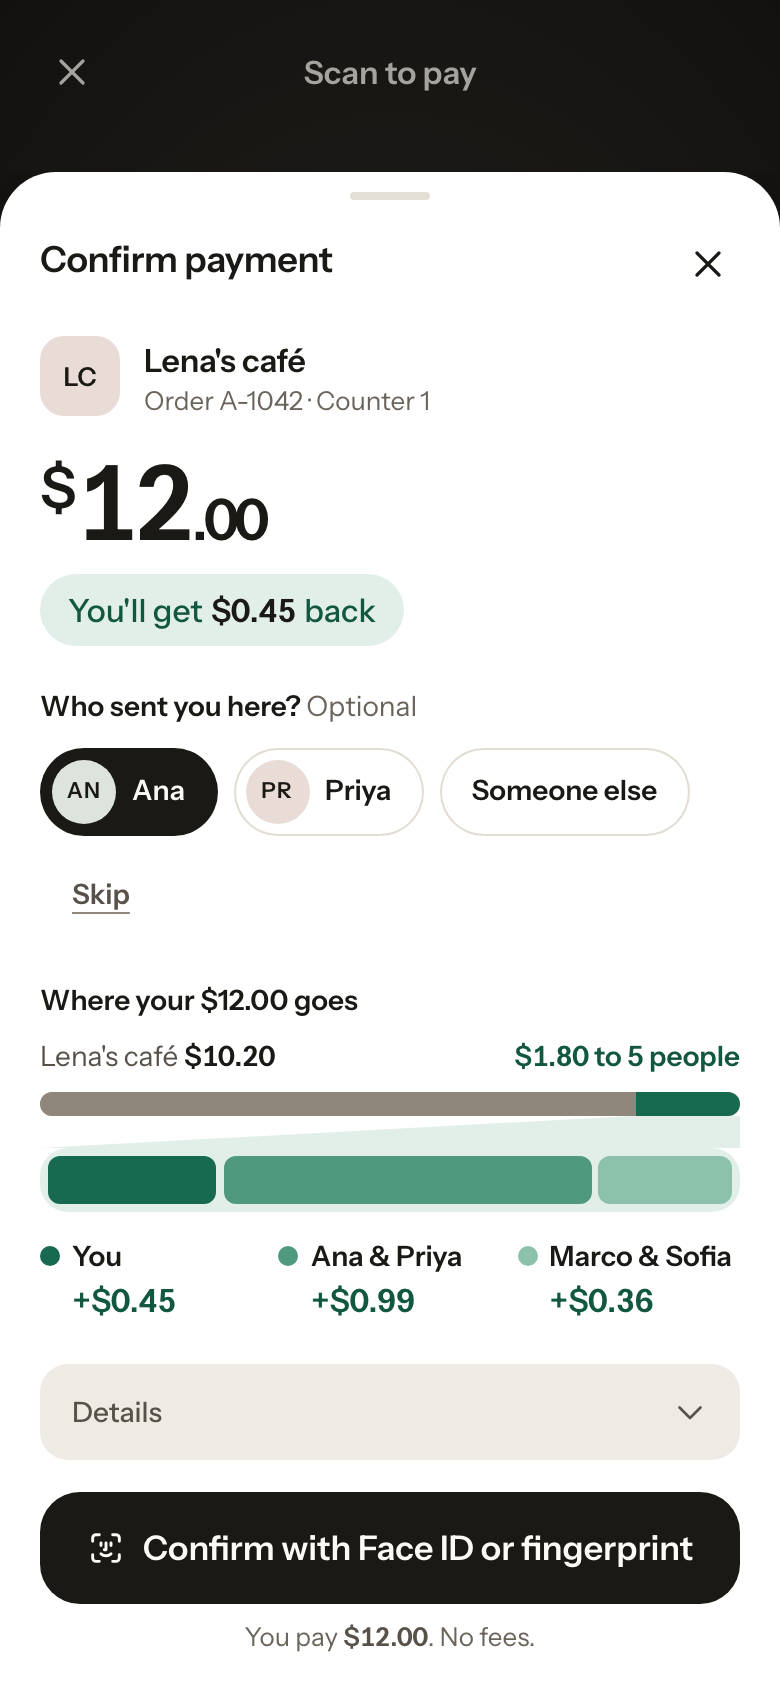 Scan to pay
Confirm payment
LC
Lena's café
Order A-1042 · Counter 1
$12.00
You'll get $0.45 back
Who sent you here? Optional
AN Ana PR Priya Someone else
Skip
Where your $12.00 goes
Lena's café $10.20 $1.80 to 5 people
You Ana & Priya Marco & Sofia
+$0.45 +$0.99 +$0.36
Details
Confirm with Face ID or fingerprint
You pay $12.00. No fees.